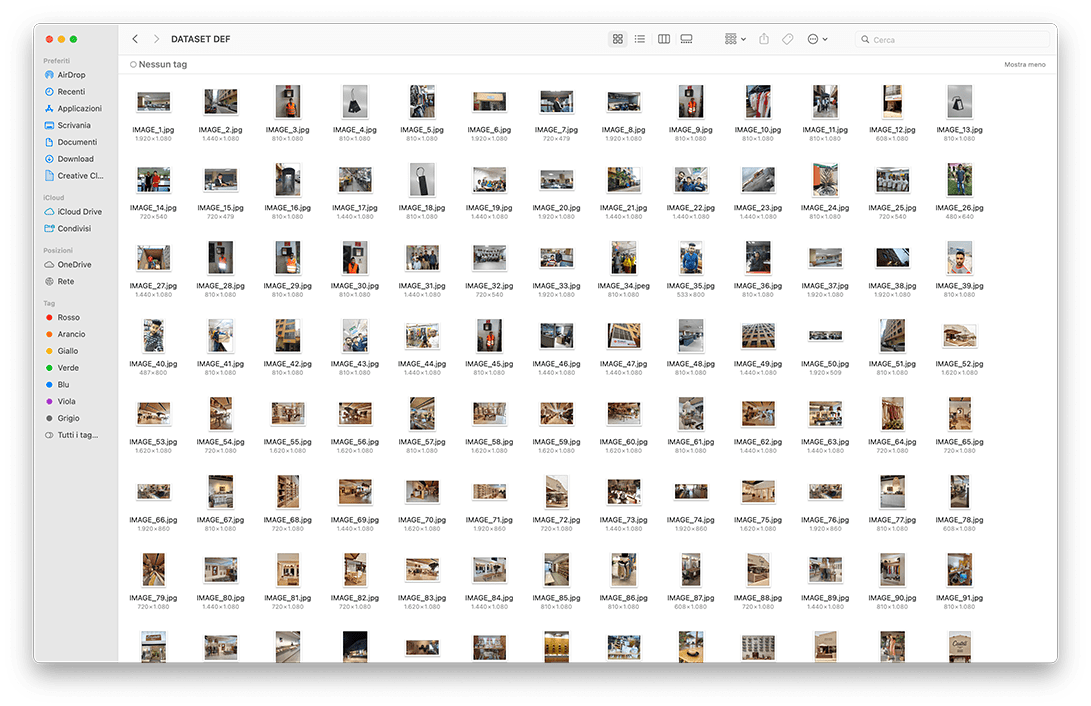 DATASET DEF
Cerca
Nessun tag
Mostra meno
Preferiti
AirDrop
Recenti
Applicazioni
Scrivania
Documenti
Download
Creative Cl...
iCloud
iCloud Drive
Condivisi
Posizioni
OneDrive
Rete
Tag
Rosso
Arancio
Giallo
Verde
Blu
Viola
Grigio
Tutti i tag...
IMAGE_1.jpg IMAGE_2.jpg IMAGE_3.jpg IMAGE_4.jpg IMAGE_5.jpg IMAGE_6.jpg IMAGE_7.jpg IMAGE_8.jpg IMAGE_9.jpg IMAGE_10.jpg IMAGE_11.jpg IMAGE_12.jpg IMAGE_13.jpg
1.920×1.080 1.440×1.080 810×1.080 810×1.080 810×1.080 1.920×1.080 720×479 1.920×1.080 810×1.080 810×1.080 810×1.080 608×1.080 810×1.080
IMAGE_14.jpg IMAGE_15.jpg IMAGE_16.jpg IMAGE_17.jpg IMAGE_18.jpg IMAGE_19.jpg IMAGE_20.jpg IMAGE_21.jpg IMAGE_22.jpg IMAGE_23.jpg IMAGE_24.jpg IMAGE_25.jpg IMAGE_26.jpg
720×540 720×479 810×1.080 1.440×1.080 810×1.080 1.440×1.080 1.920×1.080 1.440×1.080 1.440×1.080 1.440×1.080 810×1.080 720×540 480×640
IMAGE_27.jpg IMAGE_28.jpg IMAGE_29.jpg IMAGE_30.jpg IMAGE_31.jpg IMAGE_32.jpg IMAGE_33.jpg IMAGE_34.jpeg IMAGE_35.jpg IMAGE_36.jpg IMAGE_37.jpg IMAGE_38.jpg IMAGE_39.jpg
1.440×1.080 810×1.080 810×1.080 810×1.080 1.440×1.080 720×540 1.920×1.080 810×1.080 533×800 810×1.080 1.920×1.080 1.920×1.080 810×1.080
IMAGE_40.jpg IMAGE_41.jpg IMAGE_42.jpg IMAGE_43.jpg IMAGE_44.jpg IMAGE_45.jpg IMAGE_46.jpg IMAGE_47.jpg IMAGE_48.jpg IMAGE_49.jpg IMAGE_50.jpg IMAGE_51.jpg IMAGE_52.jpg
487×800 810×1.080 810×1.080 810×1.080 1.440×1.080 810×1.080 1.440×1.080 1.440×1.080 810×1.080 1.440×1.080 1.920×509 810×1.080 1.620×1.080
IMAGE_53.jpg IMAGE_54.jpg IMAGE_55.jpg IMAGE_56.jpg IMAGE_57.jpg IMAGE_58.jpg IMAGE_59.jpg IMAGE_60.jpg IMAGE_61.jpg IMAGE_62.jpg IMAGE_63.jpg IMAGE_64.jpg IMAGE_65.jpg
1.620×1.080 720×1.080 1.620×1.080 1.620×1.080 810×1.080 1.620×1.080 1.620×1.080 1.620×1.080 810×1.080 1.440×1.080 1.440×1.080 720×1.080 720×1.080
IMAGE_66.jpg IMAGE_67.jpg IMAGE_68.jpg IMAGE_69.jpg IMAGE_70.jpg IMAGE_71.jpg IMAGE_72.jpg IMAGE_73.jpg IMAGE_74.jpg IMAGE_75.jpg IMAGE_76.jpg IMAGE_77.jpg IMAGE_78.jpg
1.920×860 810×1.080 720×1.080 1.440×1.080 1.620×1.080 1.920×860 720×1.080 1.440×1.080 1.920×860 1.620×1.080 1.920×860 810×1.080 608×1.080
IMAGE_79.jpg IMAGE_80.jpg IMAGE_81.jpg IMAGE_82.jpg IMAGE_83.jpg IMAGE_84.jpg IMAGE_85.jpg IMAGE_86.jpg IMAGE_87.jpg IMAGE_88.jpg IMAGE_89.jpg IMAGE_90.jpg IMAGE_91.jpg
720×1.080 1.440×1.080 720×1.080 720×1.080 1.620×1.080 1.440×1.080 810×1.080 810×1.080 608×1.080 720×1.080 1.440×1.080 810×1.080 810×1.080